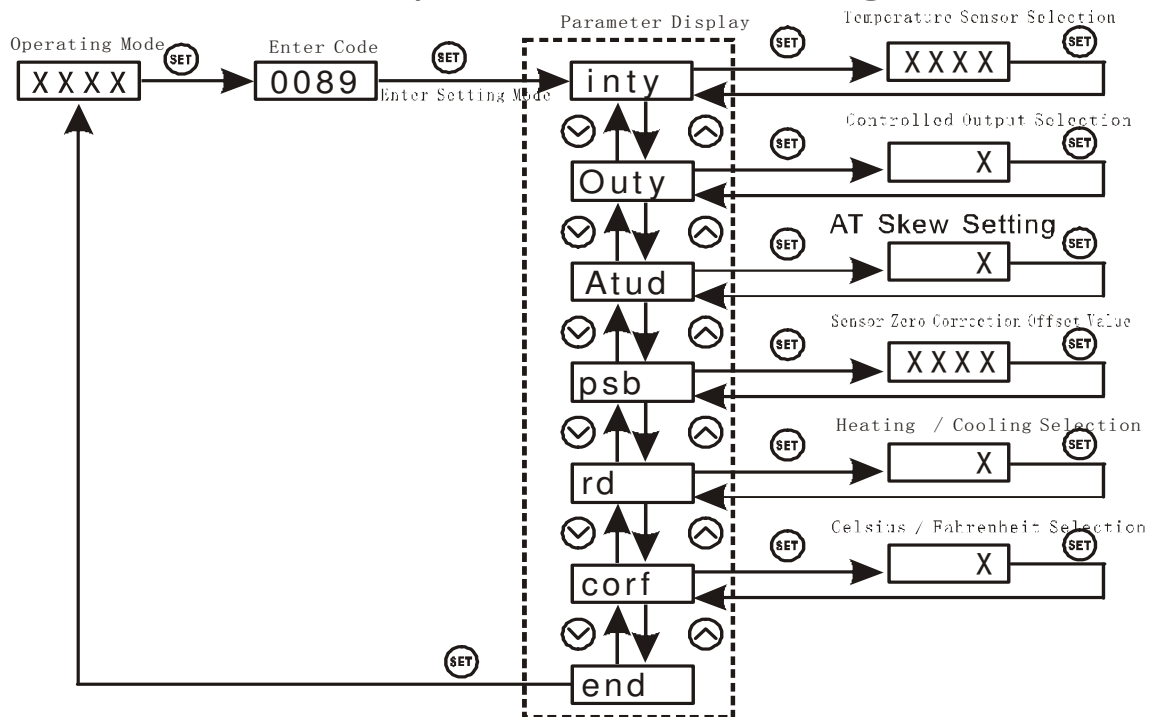 Parameter Display
Temperature Sensor Selection
Operating Mode
SET
Enter Code
SET
SET
SET
XXXX
0089
Enter Setting Mode
inty
XXXX
Controlled Output Selection
SET
SET
Outy
X
AT Skew Setting
SET
SET
Atud
X
Sensor Zero Correction Offset Value
SET
SET
psb
XXXX
Heating / Cooling Selection
SET
SET
rd
X
Celsius / Fahrenheit Selection
SET
SET
corf
X
SET
end